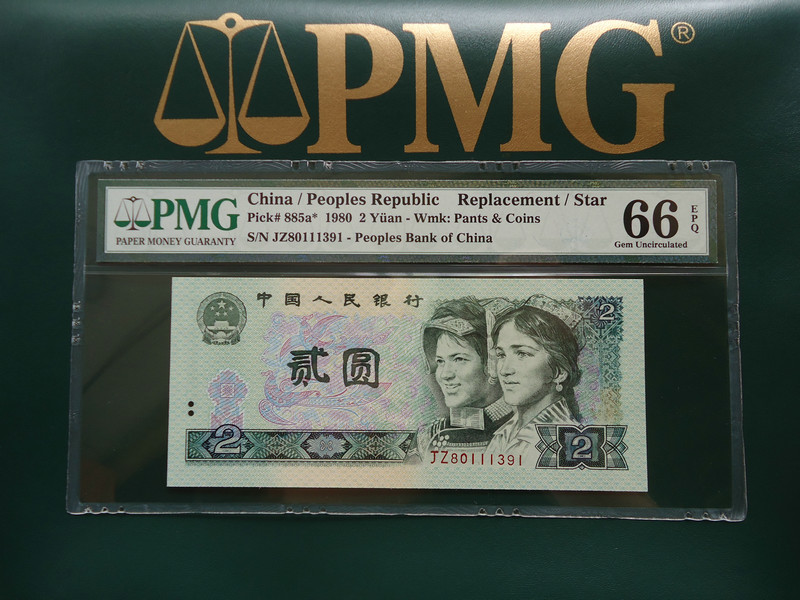 PMG®
PMG
PAPER MONEY GUARANTY
China / Peoples Republic Replacement / Star
Pick# 885a* 1980 2 Yüan - Wmk: Pants & Coins
S/N JZ80111391 - Peoples Bank of China
66 EPQ
Gem Uncirculated
中国人民银行
2
贰圆
2
JZ80111391
2